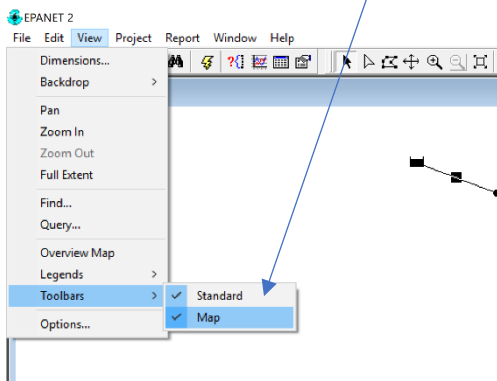 EPANET 2
File Edit View Project Report Window Help
Dimensions...
Backdrop
Pan
Zoom In
Zoom Out
Full Extent
Find...
Query...
Overview Map
Legends
Toolbars
Standard
Map
Options...